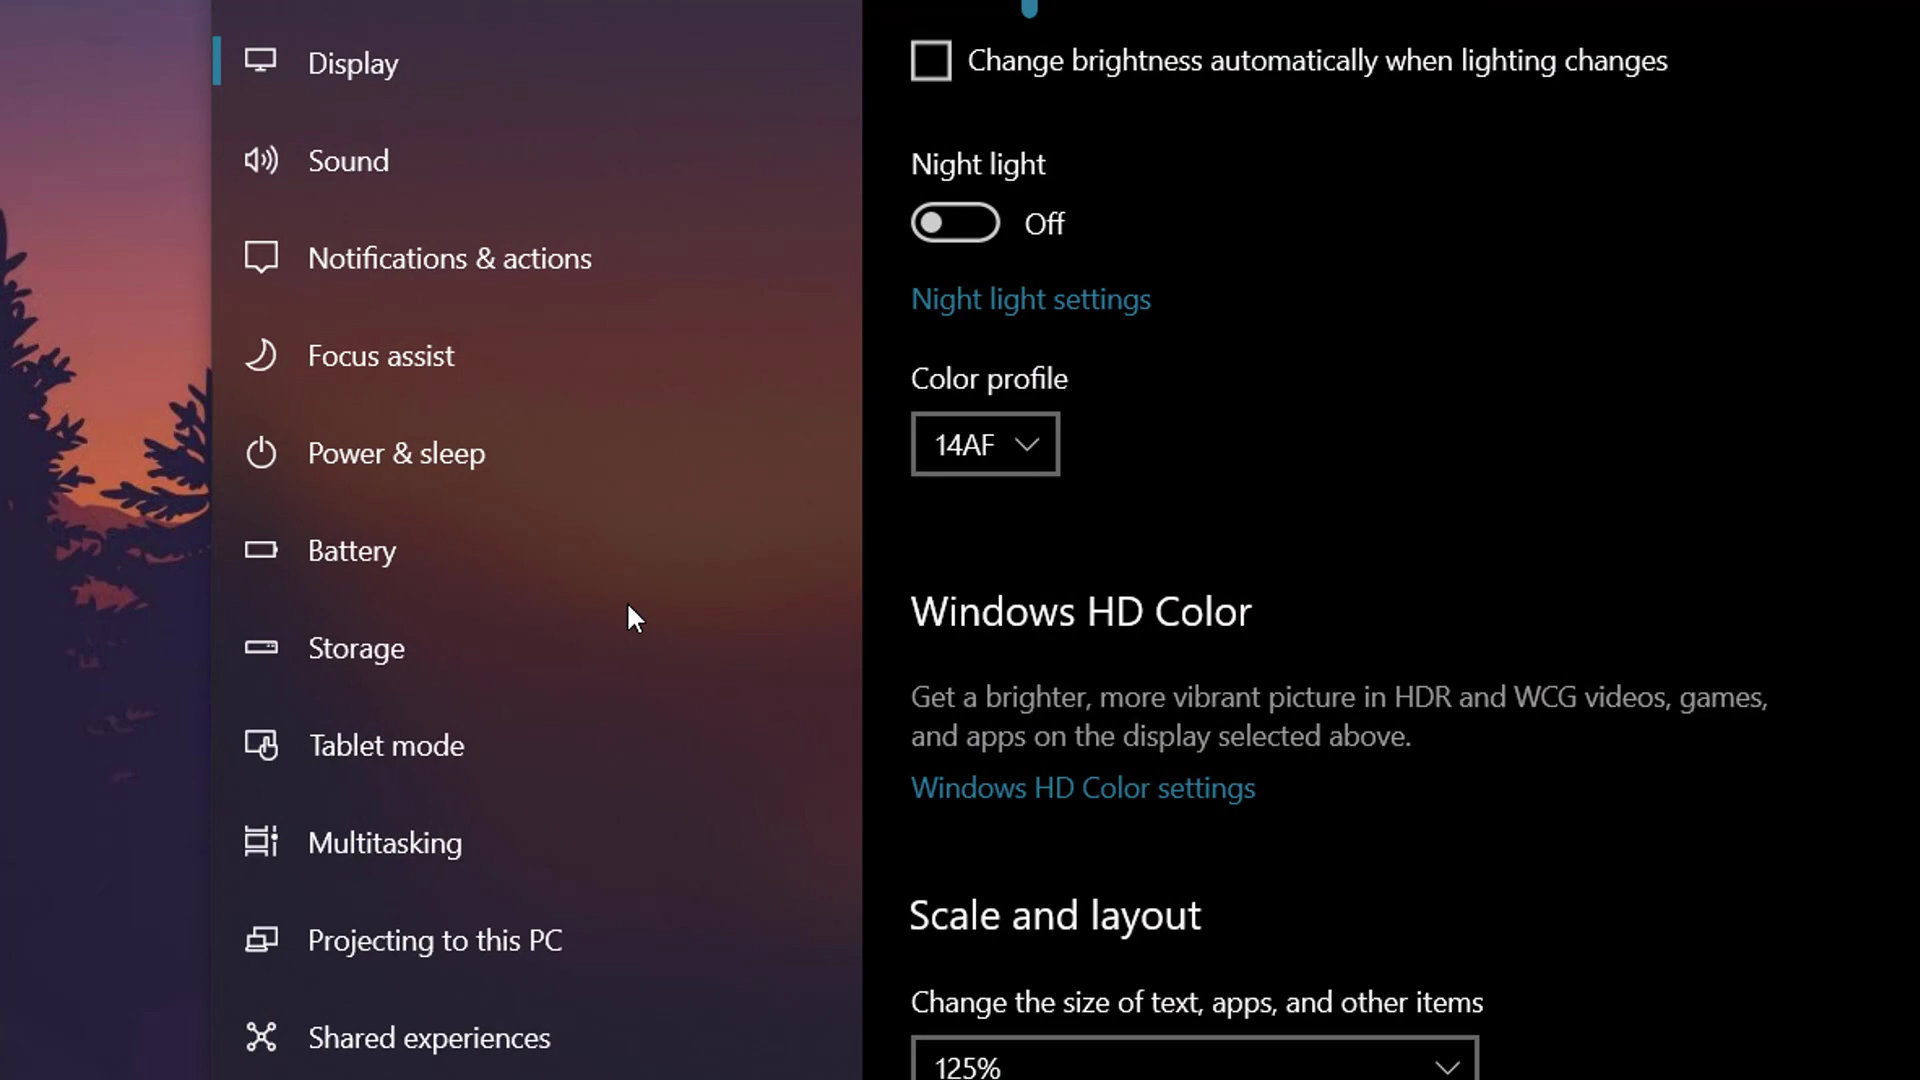 Display
Sound
Notifications & actions
Focus assist
Power & sleep
Battery
Storage
Tablet mode
Multitasking
Projecting to this PC
Shared experiences
Change brightness automatically when lighting changes
Night light
Off
Night light settings
Color profile
14AF
Windows HD Color
Get a brighter, more vibrant picture in HDR and WCG videos, games,
and apps on the display selected above.
Windows HD Color settings
Scale and layout
Change the size of text, apps, and other items
125%